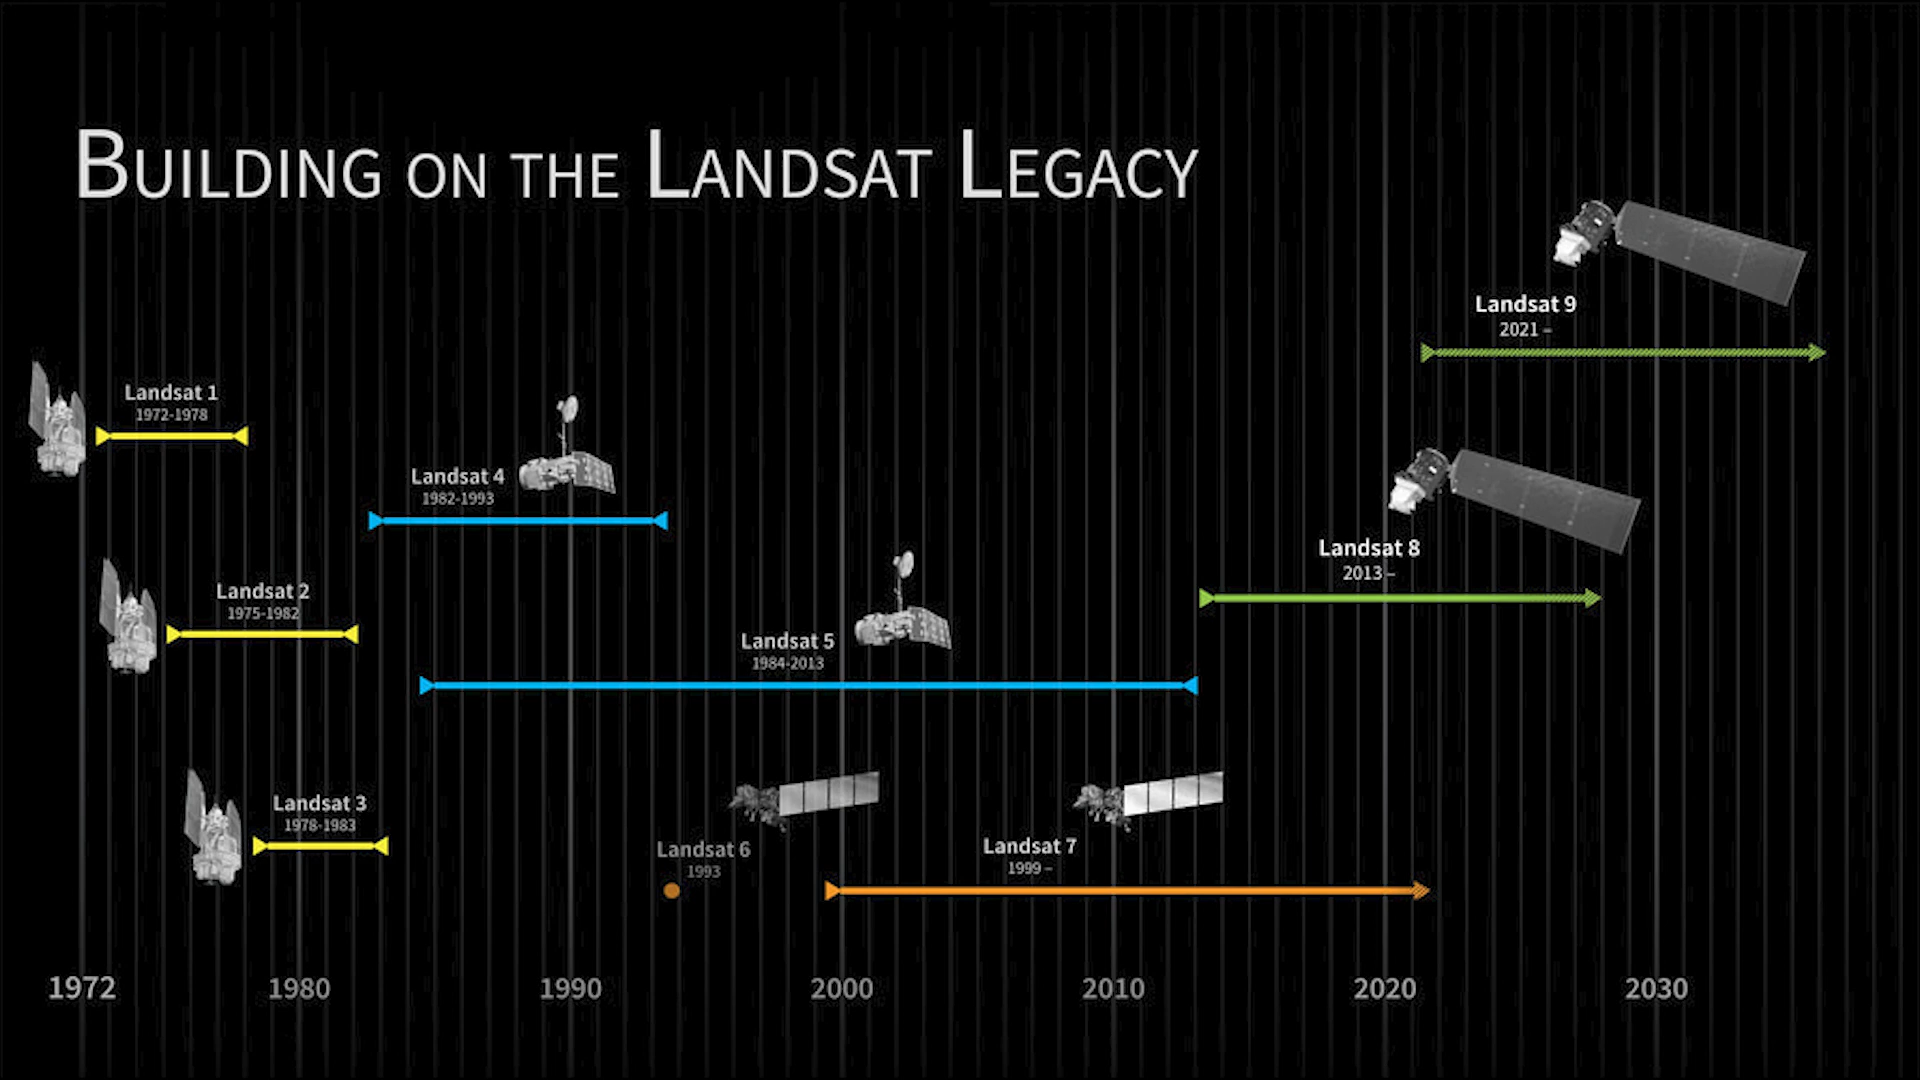 Building on the Landsat Legacy
Landsat 9
2021 –
Landsat 1
1972-1978
Landsat 4
1982-1993
Landsat 8
2013 –
Landsat 2
1975-1982
Landsat 5
1984-2013
Landsat 3
1978-1983
Landsat 6
1993
Landsat 7
1999 –
1972 1980 1990 2000 2010 2020 2030